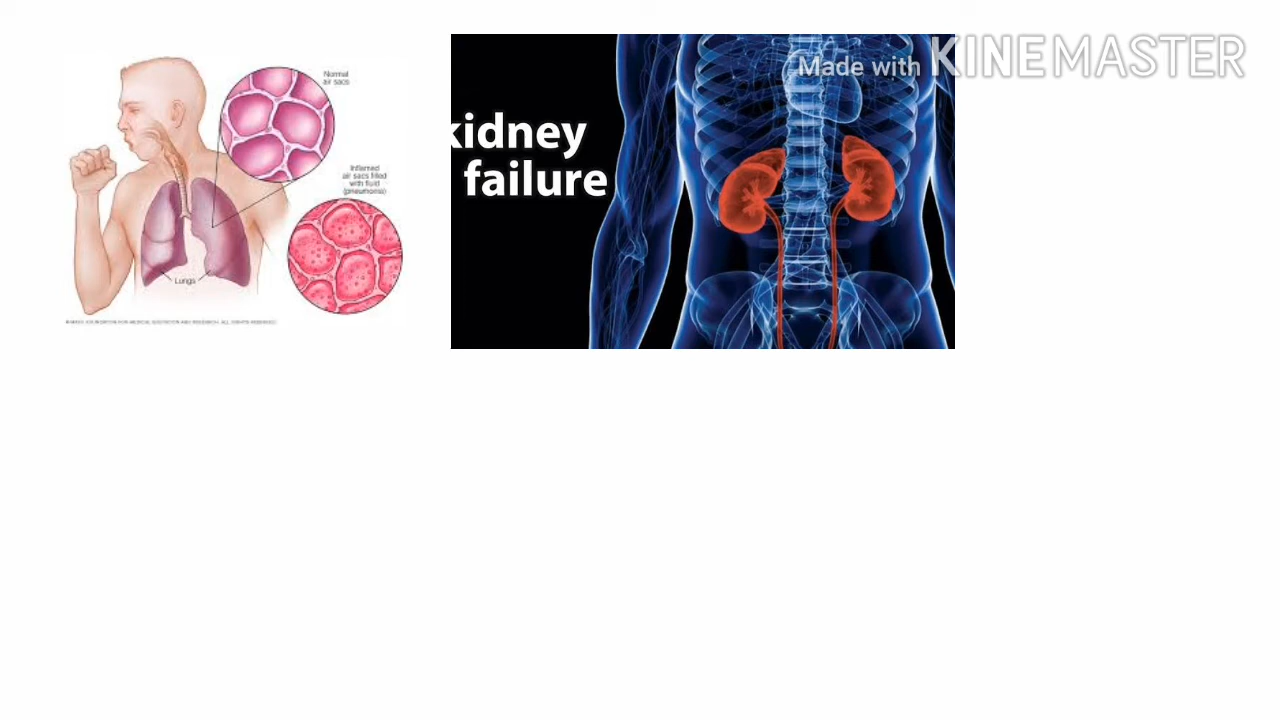 Normal
air sacs
Inflamed
air sacs filled
with fluid
(pneumonia)
Lungs
kidney
failure
Made with KINEMASTER